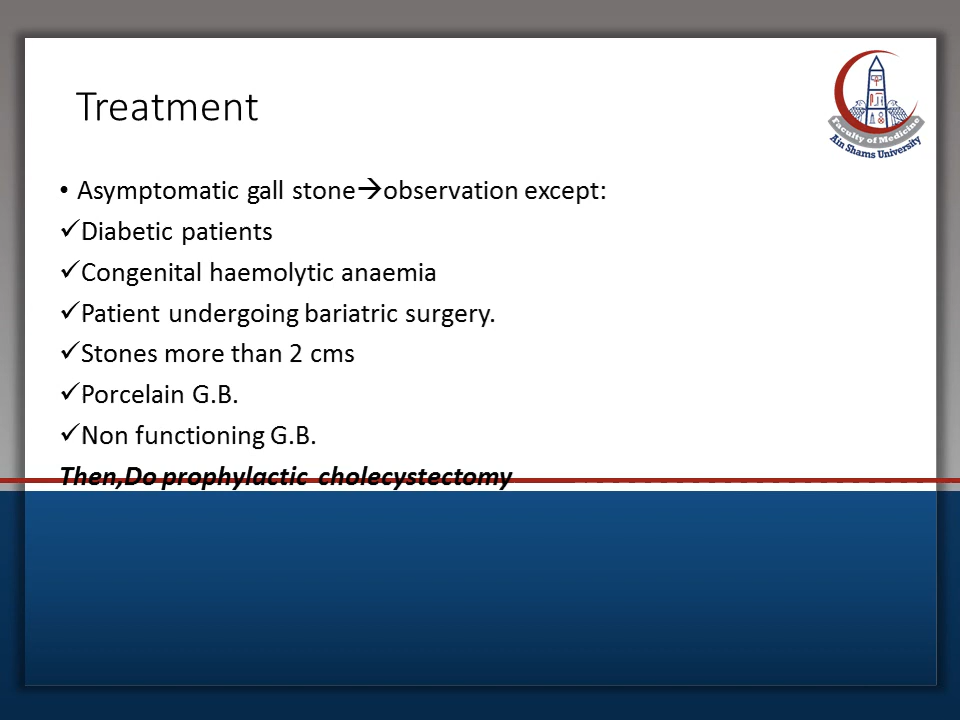 Treatment
Faculty of Medicine
Ain Shams University
• Asymptomatic gall stone→observation except:
✓Diabetic patients
✓Congenital haemolytic anaemia
✓Patient undergoing bariatric surgery.
✓Stones more than 2 cms
✓Porcelain G.B.
✓Non functioning G.B.
Then,Do prophylactic cholecystectomy